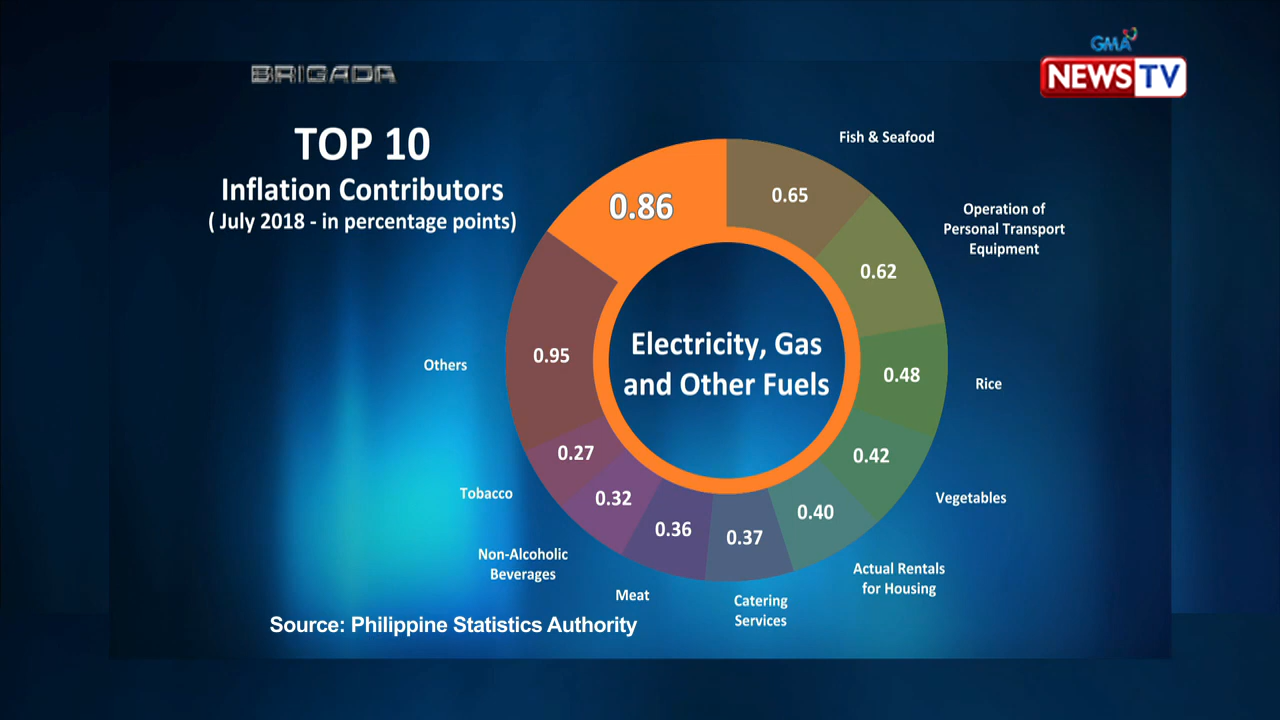 BRIGADA
GMA
NEWS TV
TOP 10
Inflation Contributors
( July 2018 - in percentage points)
0.86
Fish & Seafood
0.65
Operation of
Personal Transport
Equipment
0.62
Rice
0.48
Vegetables
0.42
Actual Rentals
for Housing
0.40
Catering
Services
0.37
Meat
0.36
Non-Alcoholic
Beverages
0.32
Tobacco
0.27
Others
0.95
Electricity, Gas
and Other Fuels
Source: Philippine Statistics Authority